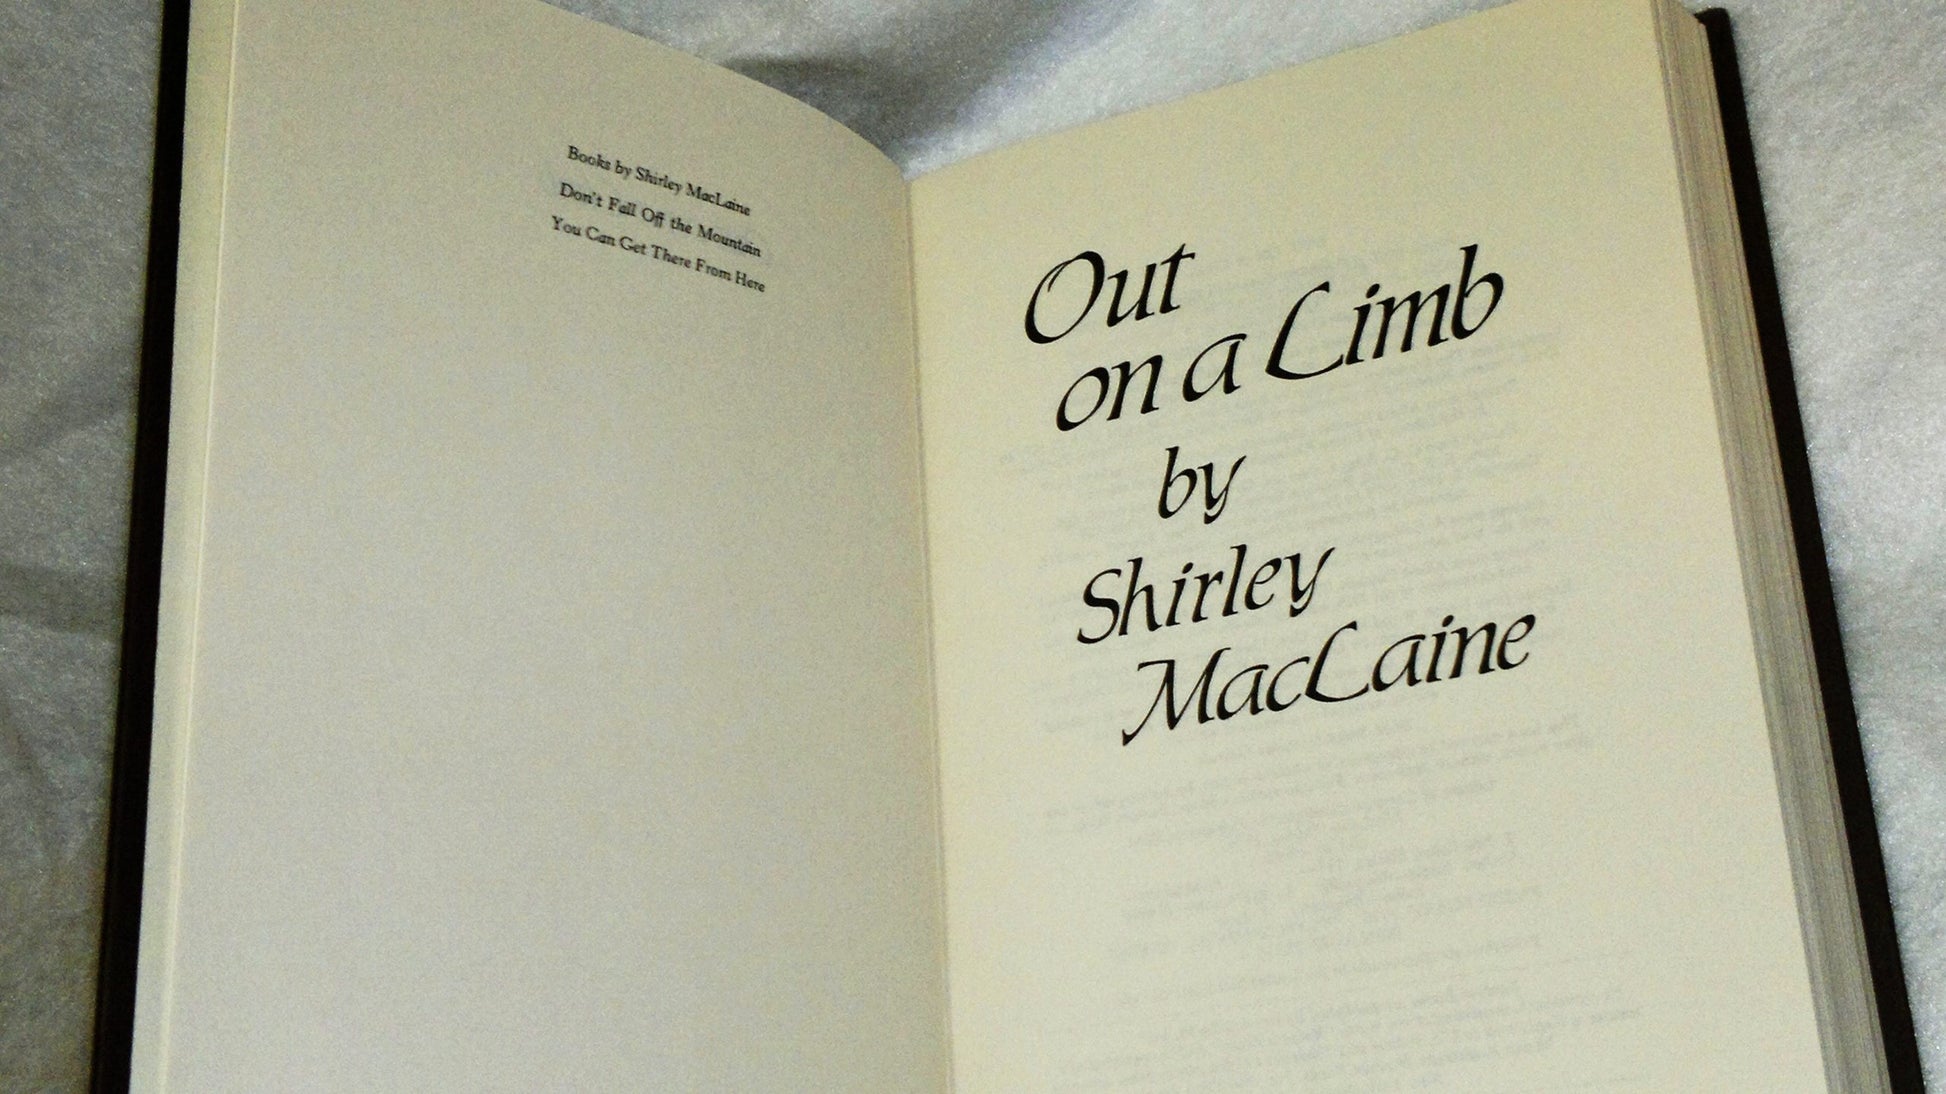 Books by Shirley MacLaine
Don't Fall Off the Mountain
You Can Get There From Here
Out
on a Limb
by
Shirley
MacLaine